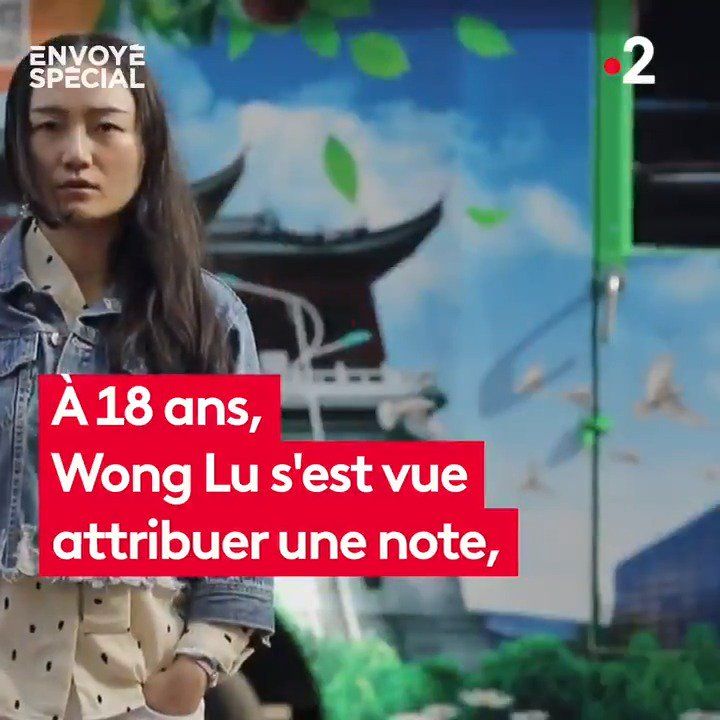 ENVOYÉ
SPÉCIAL
2
À 18 ans,
Wong Lu s'est vue
attribuer une note,